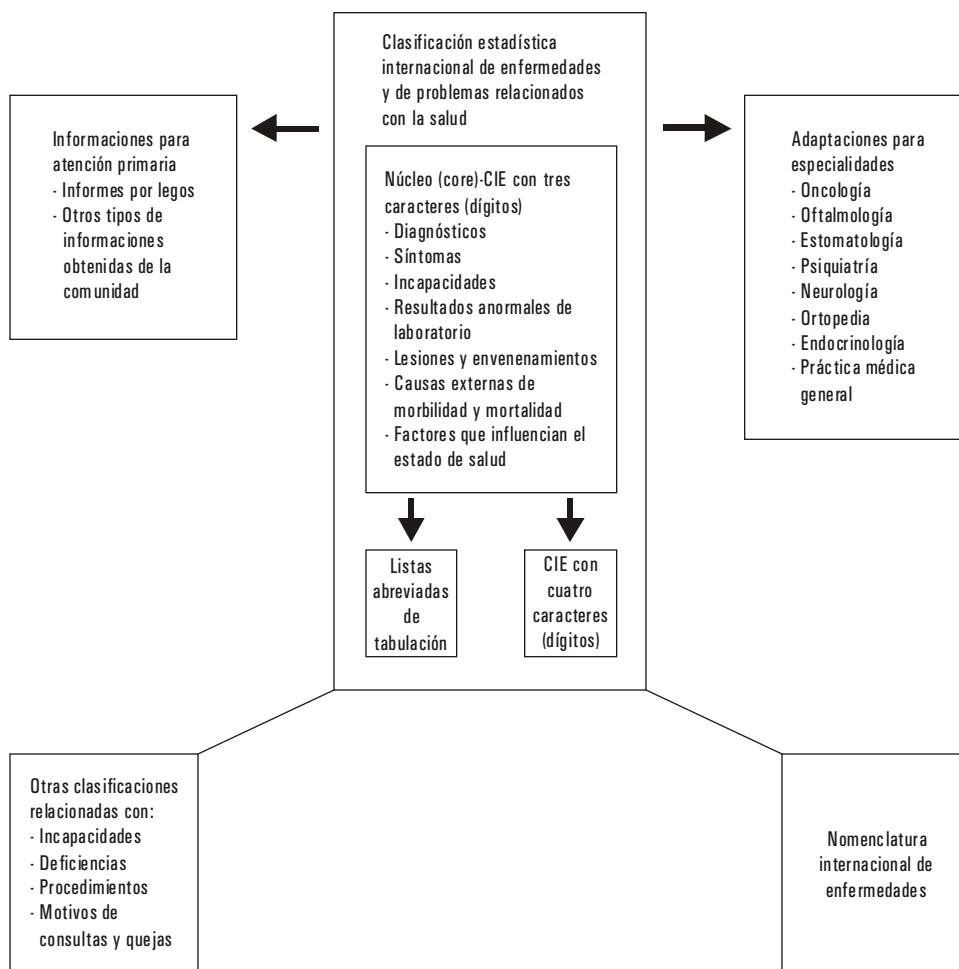 Clasificación estadística
internacional de enfermedades
y de problemas relacionados
con la salud
Informaciones para
atención primaria
- Informes por legos
- Otros tipos de
informaciones
obtenidas de la
comunidad
Núcleo (core)-CIE con tres
caracteres (dígitos)
- Diagnósticos
- Síntomas
- Incapacidades
- Resultados anormales de
laboratorio
- Lesiones y envenenamientos
- Causas externas de
morbilidad y mortalidad
- Factores que influencian el
estado de salud
Adaptaciones para
especialidades
- Oncología
- Oftalmología
- Estomatología
- Psiquiatría
- Neurología
- Ortopedia
- Endocrinología
- Práctica médica
general
Listas
abreviadas
de
tabulación
CIE con
cuatro
caracteres
(dígitos)
Otras clasificaciones
relacionadas con:
- Incapacidades
- Deficiencias
- Procedimientos
- Motivos de
consultas y quejas
Nomenclatura
internacional de
enfermedades